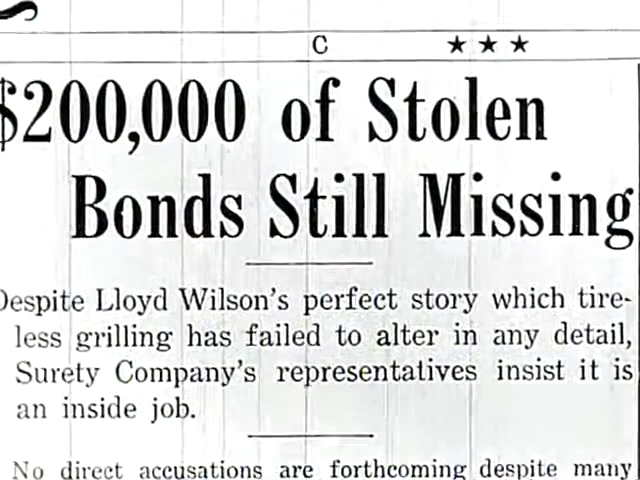 C ★ ★ ★
$200,000 of Stolen
Bonds Still Missing
Despite Lloyd Wilson's perfect story which tire-
less grilling has failed to alter in any detail,
Surety Company's representatives insist it is
an inside job.
No direct accusations are forthcoming despite many